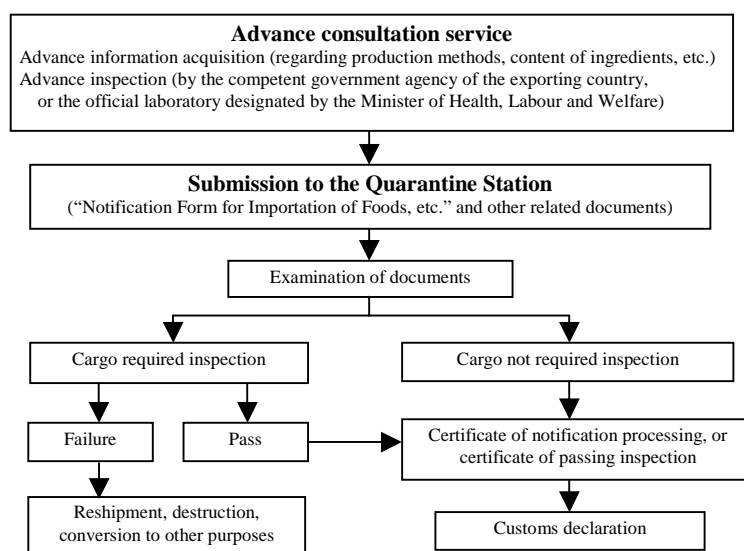 Advance consultation service
Advance information acquisition (regarding production methods, content of ingredients, etc.)
Advance inspection (by the competent government agency of the exporting country,
or the official laboratory designated by the Minister of Health, Labour and Welfare)
Submission to the Quarantine Station
(“Notification Form for Importation of Foods, etc.” and other related documents)
Examination of documents
Cargo required inspection
Cargo not required inspection
Failure
Pass
Certificate of notification processing, or
certificate of passing inspection
Reshipment, destruction,
conversion to other purposes
Customs declaration